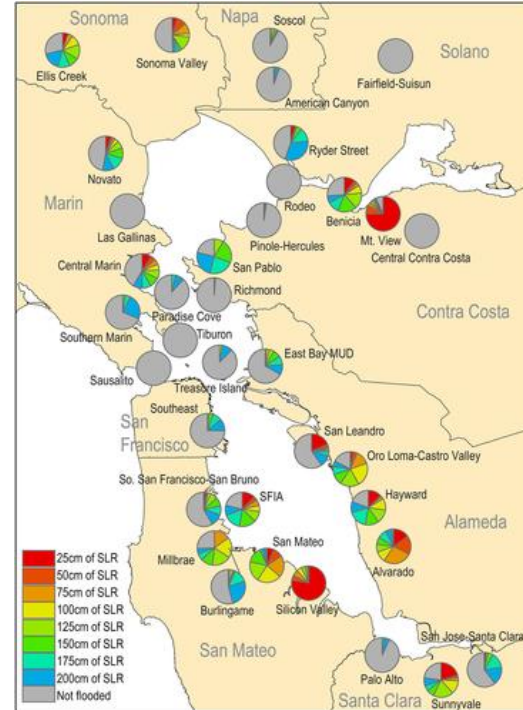 Sonoma
Napa
Soscol
Solano
Ellis Creek
Sonoma Valley
American Canyon
Fairfield-Suisun
Novato
Ryder Street
Marin
Las Gallinas
Rodeo
Benicia
Mt. View
Pinole-Hercules
Central Contra Costa
Central Marin
San Pablo
Richmond
Contra Costa
Paradise Cove
Southern Marin
Tiburon
East Bay MUD
Sausalito
Treasure Island
Southeast
San
Francisco
San Leandro
Oro Loma-Castro Valley
So. San Francisco-San Bruno
SFIA
Hayward
Alameda
Millbrae
San Mateo
Alvarado
Burlingame
Silicon Valley
25cm of SLR
50cm of SLR
75cm of SLR
100cm of SLR
125cm of SLR
150cm of SLR
175cm of SLR
200cm of SLR
Not flooded
San Mateo
San Jose-Santa Clara
Palo Alto
Santa Clara
Sunnyvale